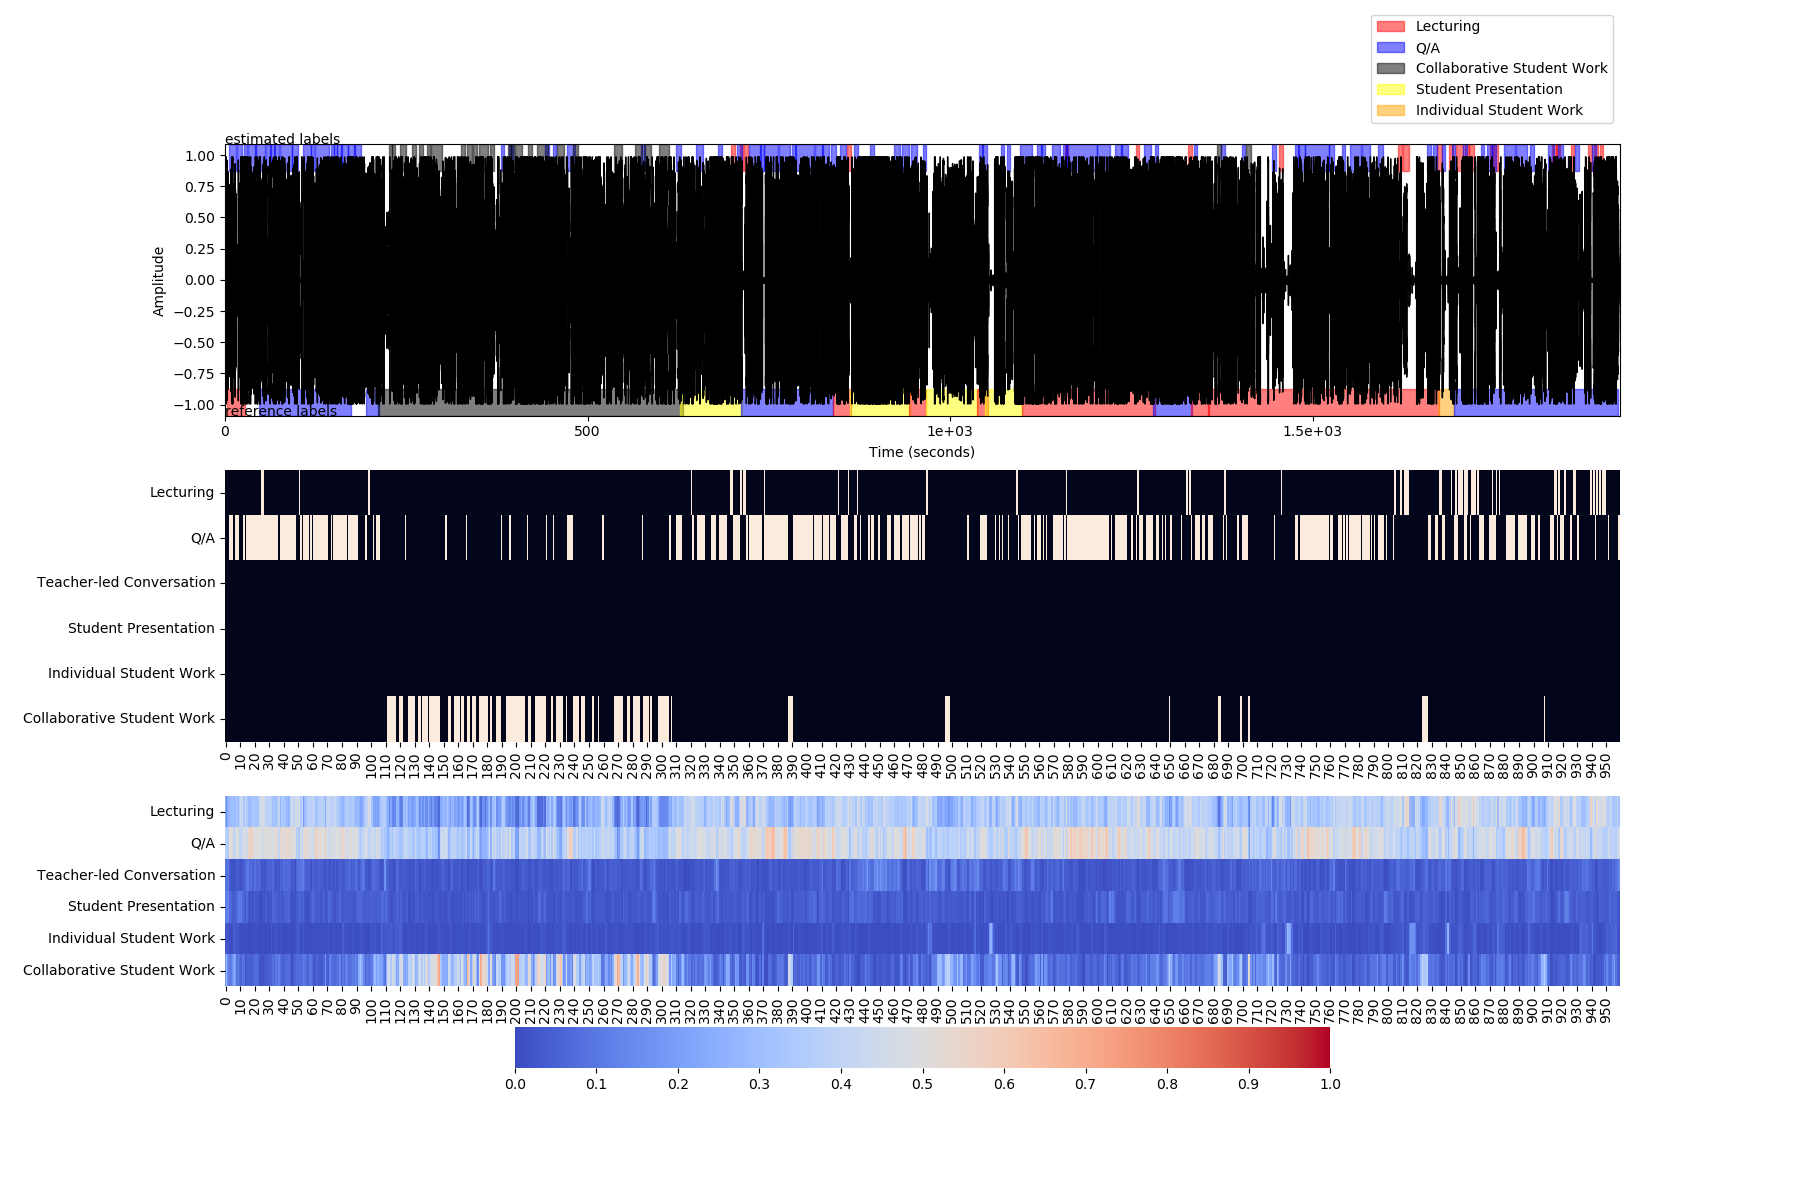 Lecturing
Q/A
Collaborative Student Work
Student Presentation
Individual Student Work
estimated labels
1.00
0.75
0.50
0.25
0.00
−0.25
−0.50
−0.75
−1.00
Amplitude
reference labels
0 500 1e+03 1.5e+03
Time (seconds)
Lecturing
Q/A
Teacher-led Conversation
Student Presentation
Individual Student Work
Collaborative Student Work
0 10 20 30 40 50 60 70 80 90 100 110 120 130 140 150 160 170 180 190 200 210 220 230 240 250 260 270 280 290 300 310 320 330 340 350 360 370 380 390 400 410 420 430 440 450 460 470 480 490 500 510 520 530 540 550 560 570 580 590 600 610 620 630 640 650 660 670 680 690 700 710 720 730 740 750 760 770 780 790 800 810 820 830 840 850 860 870 880 890 900 910 920 930 940 950
Lecturing
Q/A
Teacher-led Conversation
Student Presentation
Individual Student Work
Collaborative Student Work
0 10 20 30 40 50 60 70 80 90 100 110 120 130 140 150 160 170 180 190 200 210 220 230 240 250 260 270 280 290 300 310 320 330 340 350 360 370 380 390 400 410 420 430 440 450 460 470 480 490 500 510 520 530 540 550 560 570 580 590 600 610 620 630 640 650 660 670 680 690 700 710 720 730 740 750 760 770 780 790 800 810 820 830 840 850 860 870 880 890 900 910 920 930 940 950
0.0 0.1 0.2 0.3 0.4 0.5 0.6 0.7 0.8 0.9 1.0